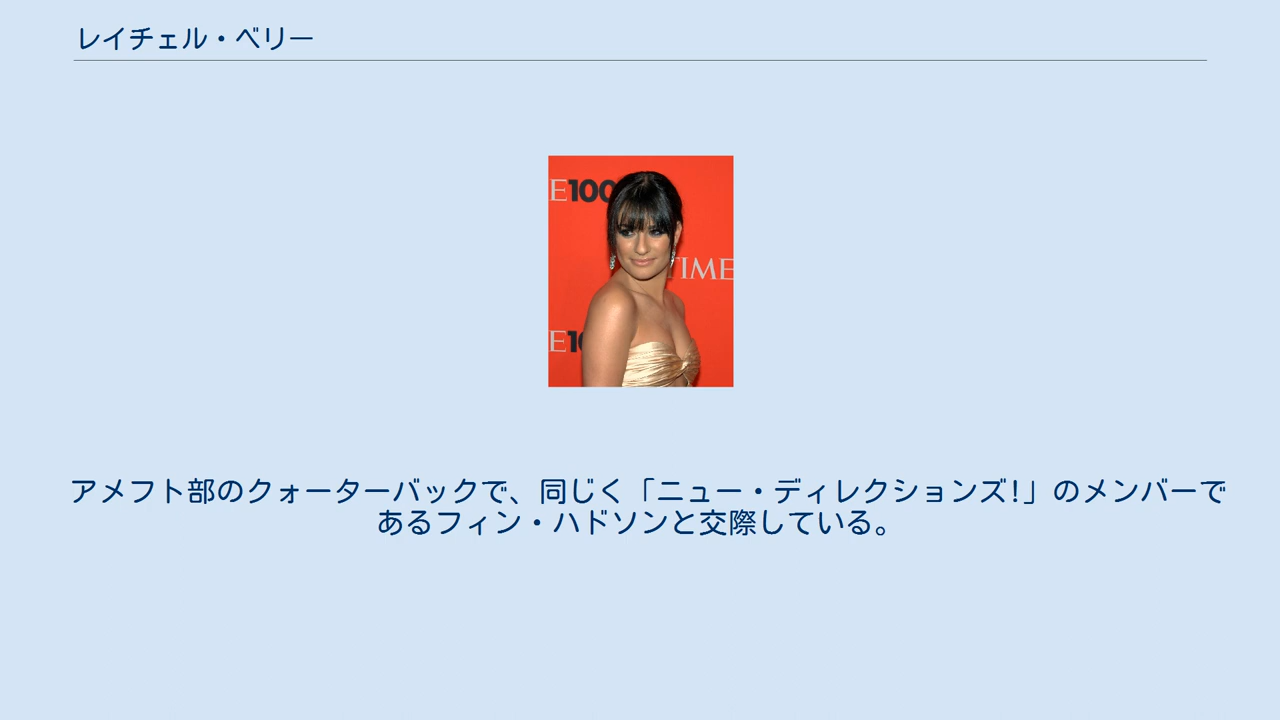 レイチェル・ベリー
E100
TIME
E10
アメフト部のクォーターバックで、同じく「ニュー・ディレクションズ!」のメンバーで
あるフィン・ハドソンと交際している。